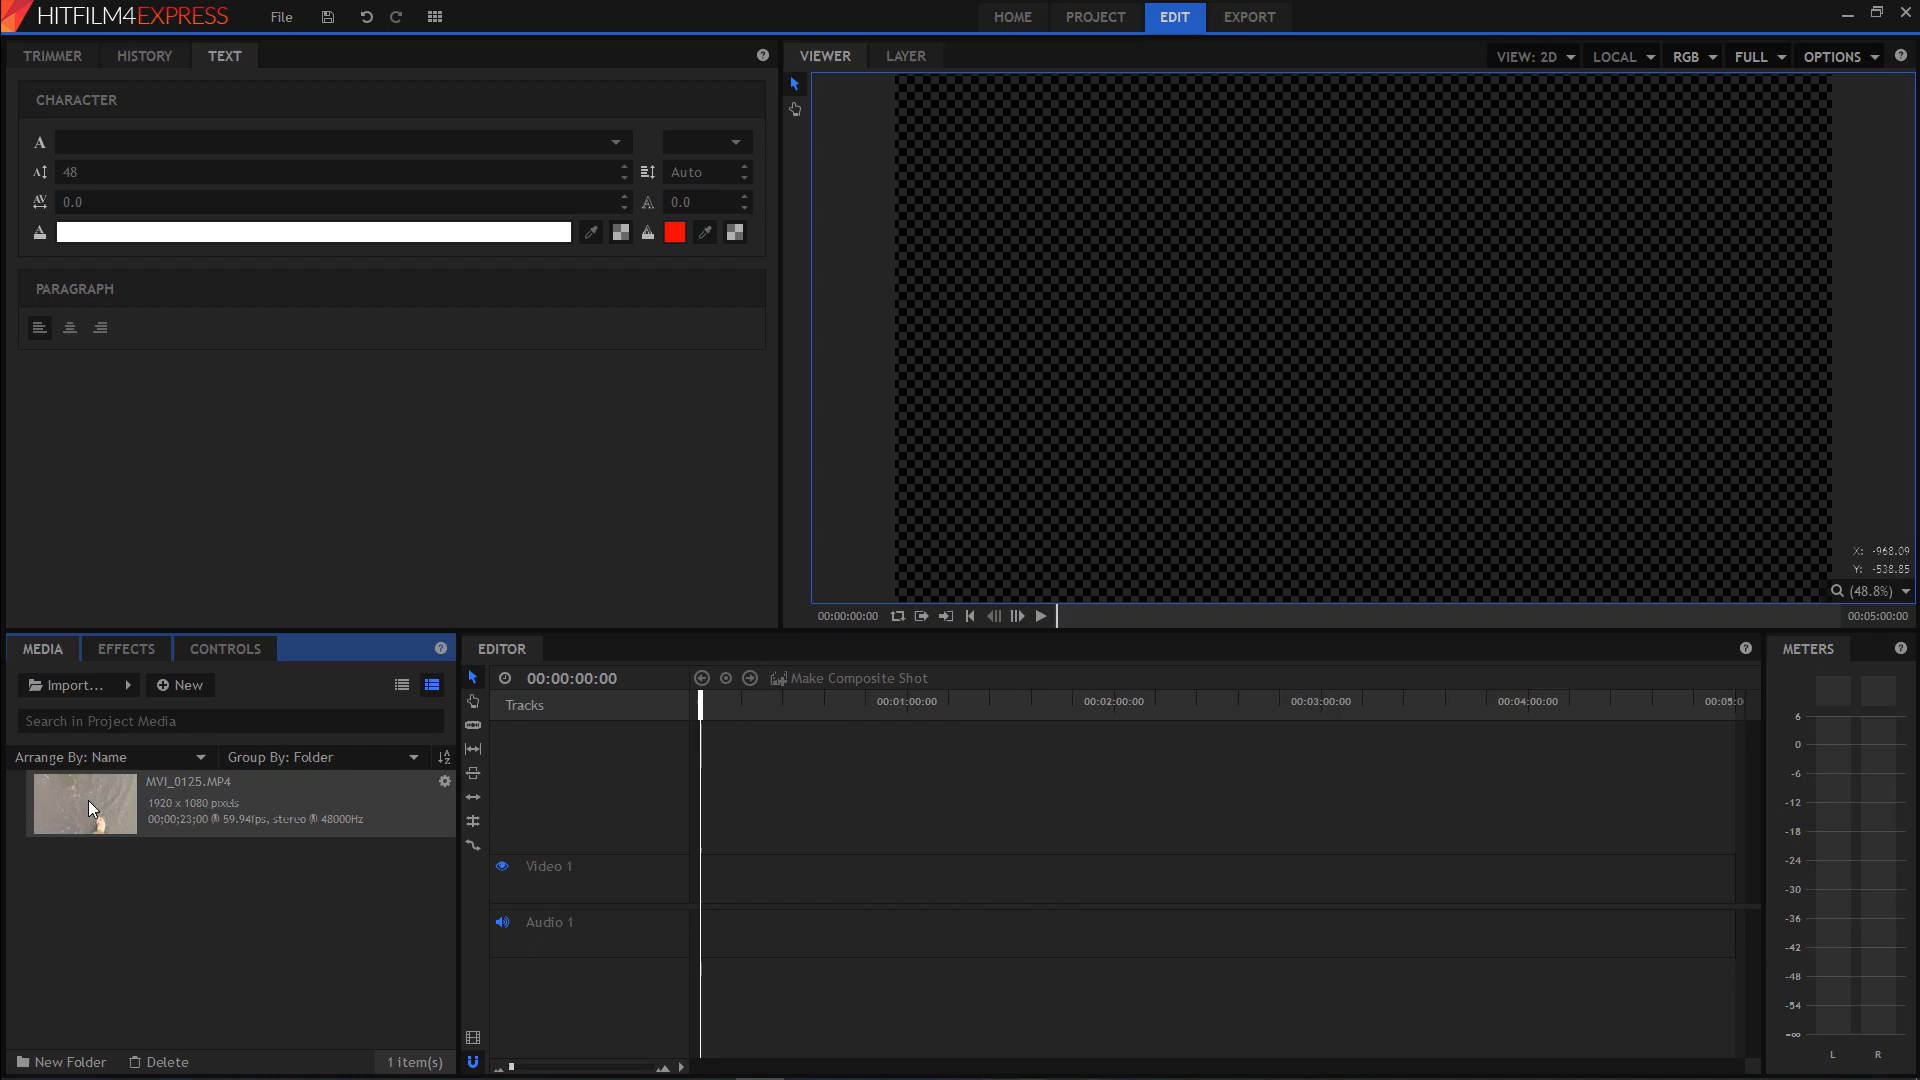 HITFILM4EXPRESS
File
HOME
PROJECT
EDIT
EXPORT
TRIMMER
HISTORY
TEXT
CHARACTER
48
Auto
0.0
0.0
PARAGRAPH
VIEWER
LAYER
VIEW: 2D
LOCAL
RGB
FULL
OPTIONS
X: -968.09
Y: -538.85
(48.8%)
00:00:00:00
00:05:00:00
MEDIA
EFFECTS
CONTROLS
Import...
New
Search in Project Media
Arrange By: Name
Group By: Folder
MVI_0125.MP4
1920 x 1080 pixels
00;00;23;00 @ 59.94fps, stereo @ 48000Hz
New Folder
Delete
1 item(s)
EDITOR
00:00:00:00
Make Composite Shot
Tracks
00:01:00:00
00:02:00:00
00:03:00:00
00:04:00:00
00:05:0
Video 1
Audio 1
METERS
6
0
-6
-12
-18
-24
-30
-36
-42
-48
-54
-∞
L
R